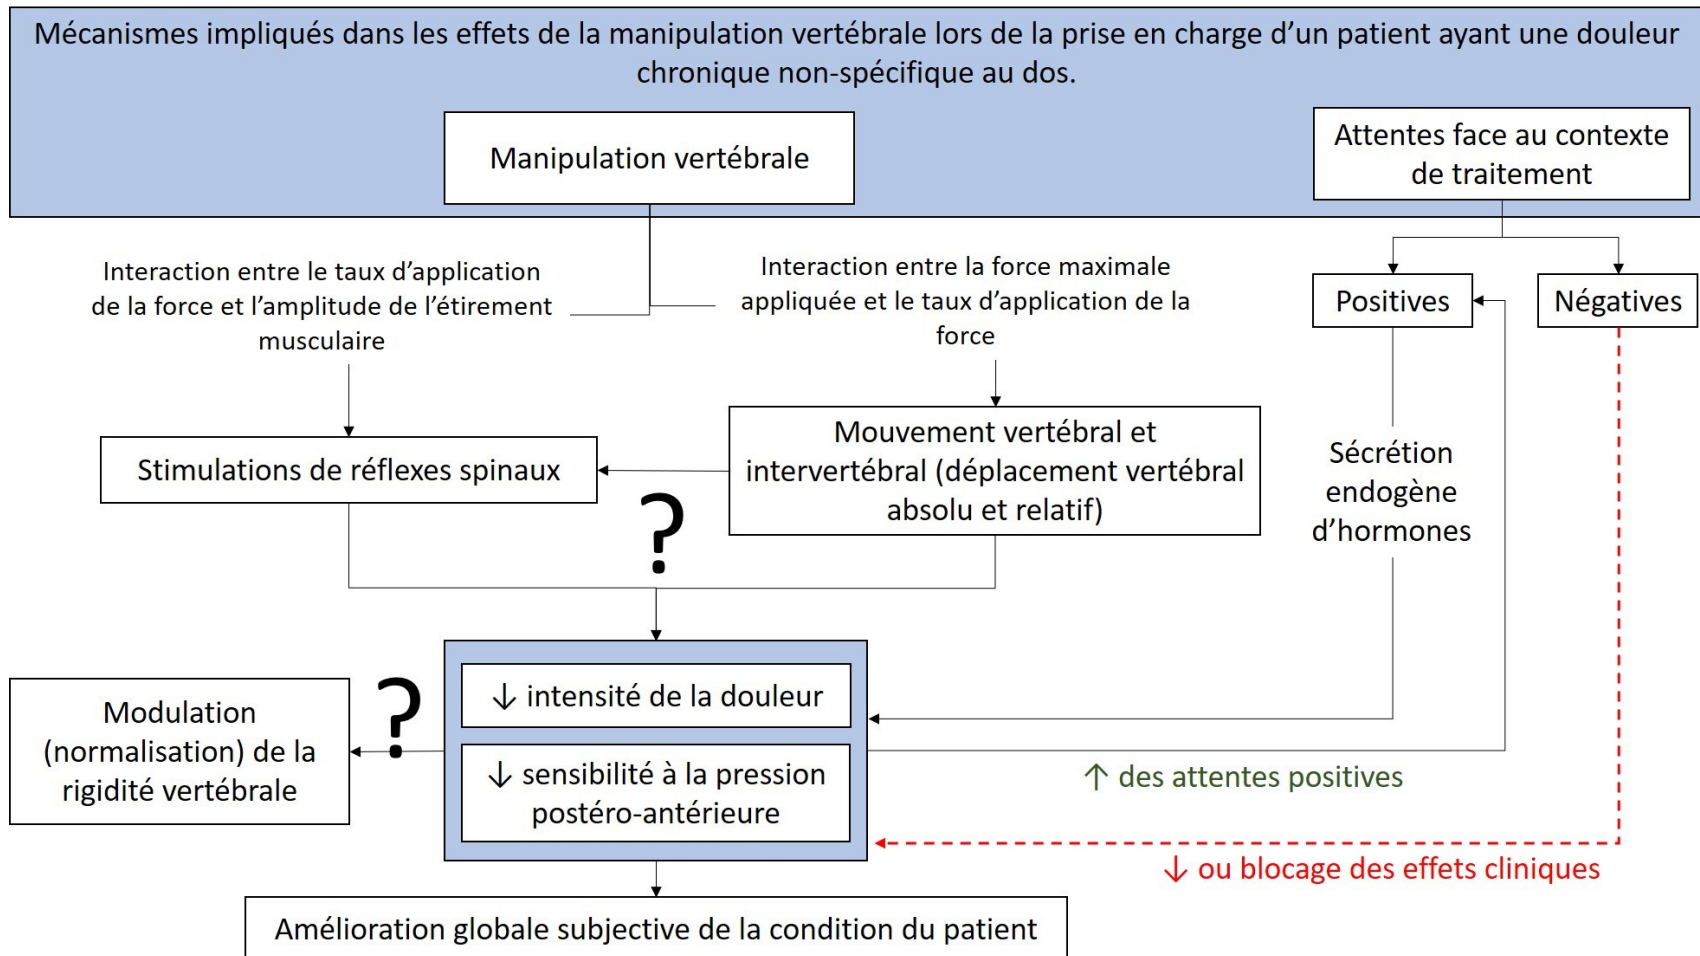 Mécanismes impliqués dans les effets de la manipulation vertébrale lors de la prise en charge d’un patient ayant une douleur
chronique non-spécifique au dos.
Manipulation vertébrale
Attentes face au contexte
de traitement
Interaction entre le taux d’application
de la force et l’amplitude de l’étirement
musculaire
Interaction entre la force maximale
appliquée et le taux d’application de la
force
Positives
Négatives
Stimulations de réflexes spinaux
Mouvement vertébral et
intervertébral (déplacement vertébral
absolu et relatif)
Sécrétion
endogène
d’hormones
?
↓ intensité de la douleur
↓ sensibilité à la pression
postéro-antérieure
?
Modulation
(normalisation) de la
rigidité vertébrale
↑ des attentes positives
↓ ou blocage des effets cliniques
Amélioration globale subjective de la condition du patient